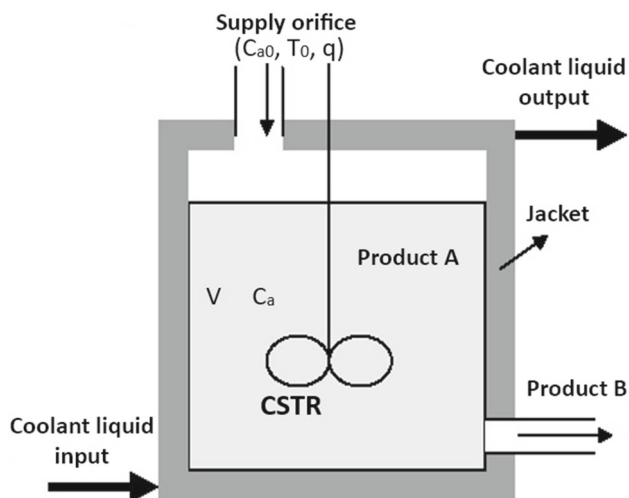 Supply orifice
(Ca0, T0, q)
Coolant liquid
output
Jacket
Product A
V Ca
CSTR
Product B
Coolant liquid
input